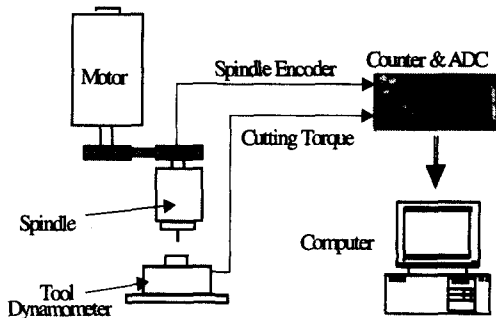 Motor
Spindle Encoder
Counter & ADC
Cutting Torque
Spindle
Computer
Tool
Dynamometer